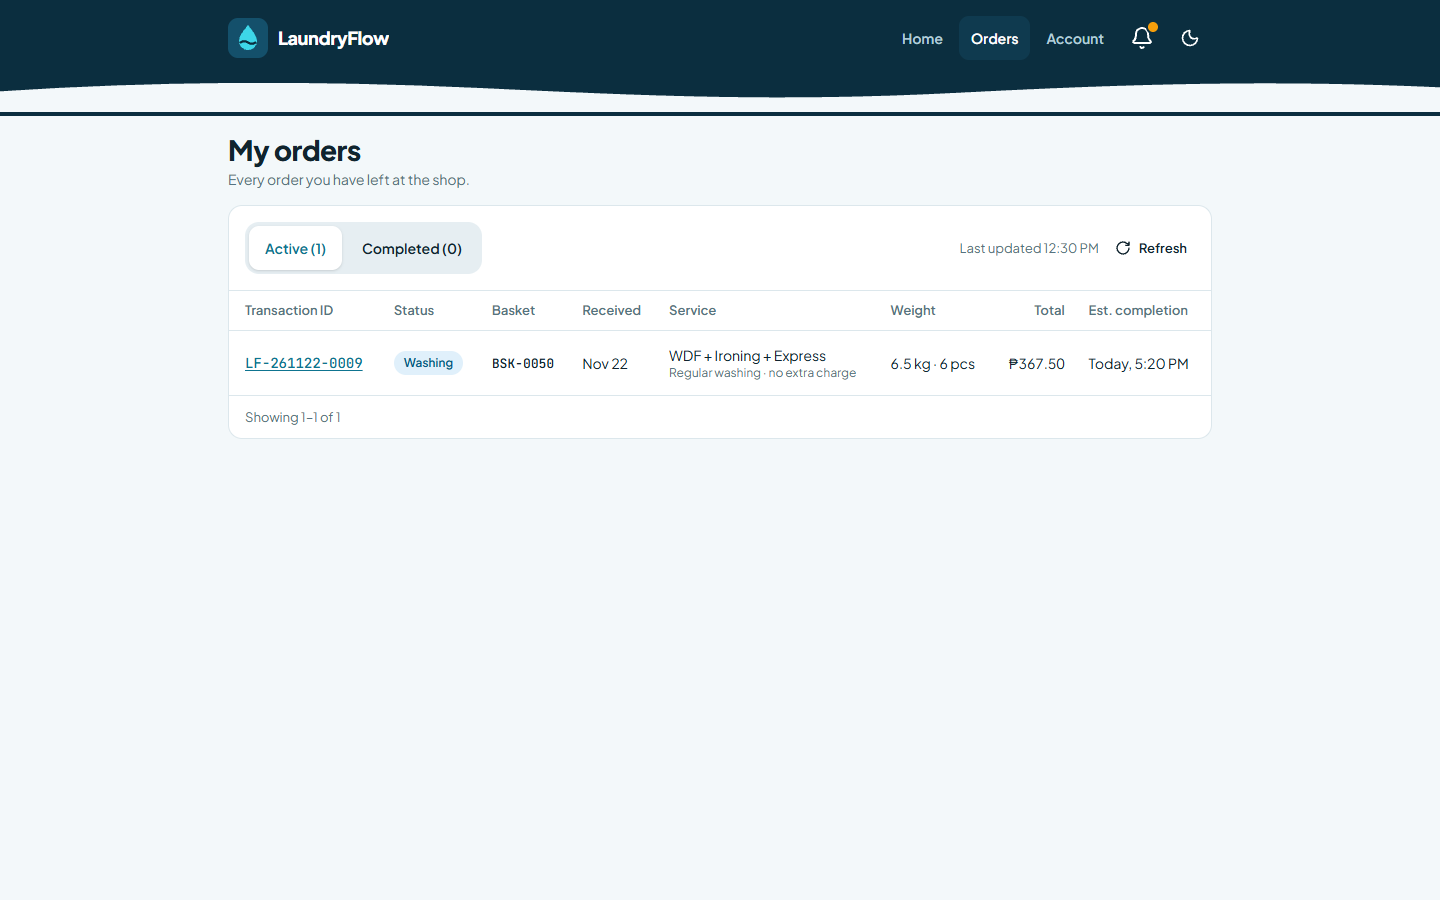 LaundryFlow
Home
Orders
Account
My orders
Every order you have left at the shop.
Active (1)
Completed (0)
Last updated 12:30 PM
Refresh
Transaction ID
Status
Basket
Received
Service
Weight
Total
Est. completion
LF-261122-0009
Washing
BSK-0050
Nov 22
WDF + Ironing + Express
Regular washing · no extra charge
6.5 kg · 6 pcs
₱367.50
Today, 5:20 PM
Showing 1–1 of 1